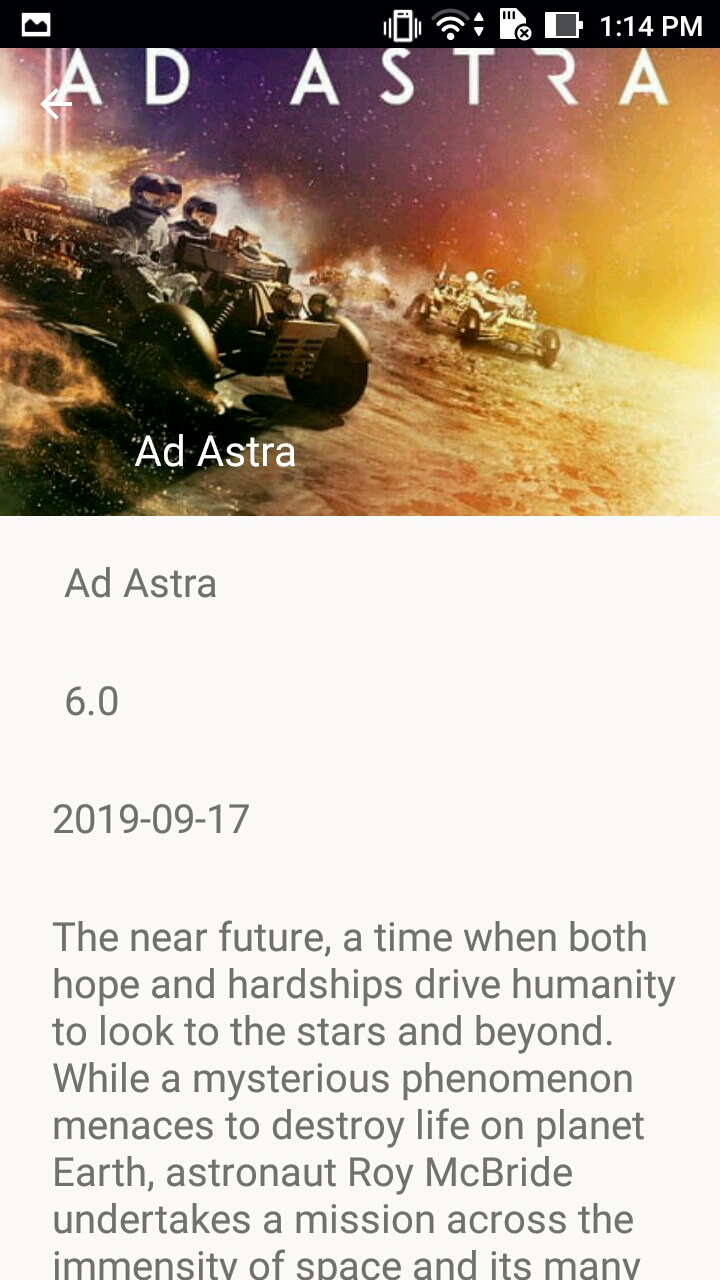 1:14 PM
AD ASTRA
Ad Astra
Ad Astra
6.0
2019-09-17
The near future, a time when both
hope and hardships drive humanity
to look to the stars and beyond.
While a mysterious phenomenon
menaces to destroy life on planet
Earth, astronaut Roy McBride
undertakes a mission across the
immensity of space and its many